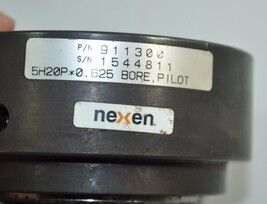 P/N 911300
S/N 1544811
5H20P*0.625 BORE,PILOT
nexen